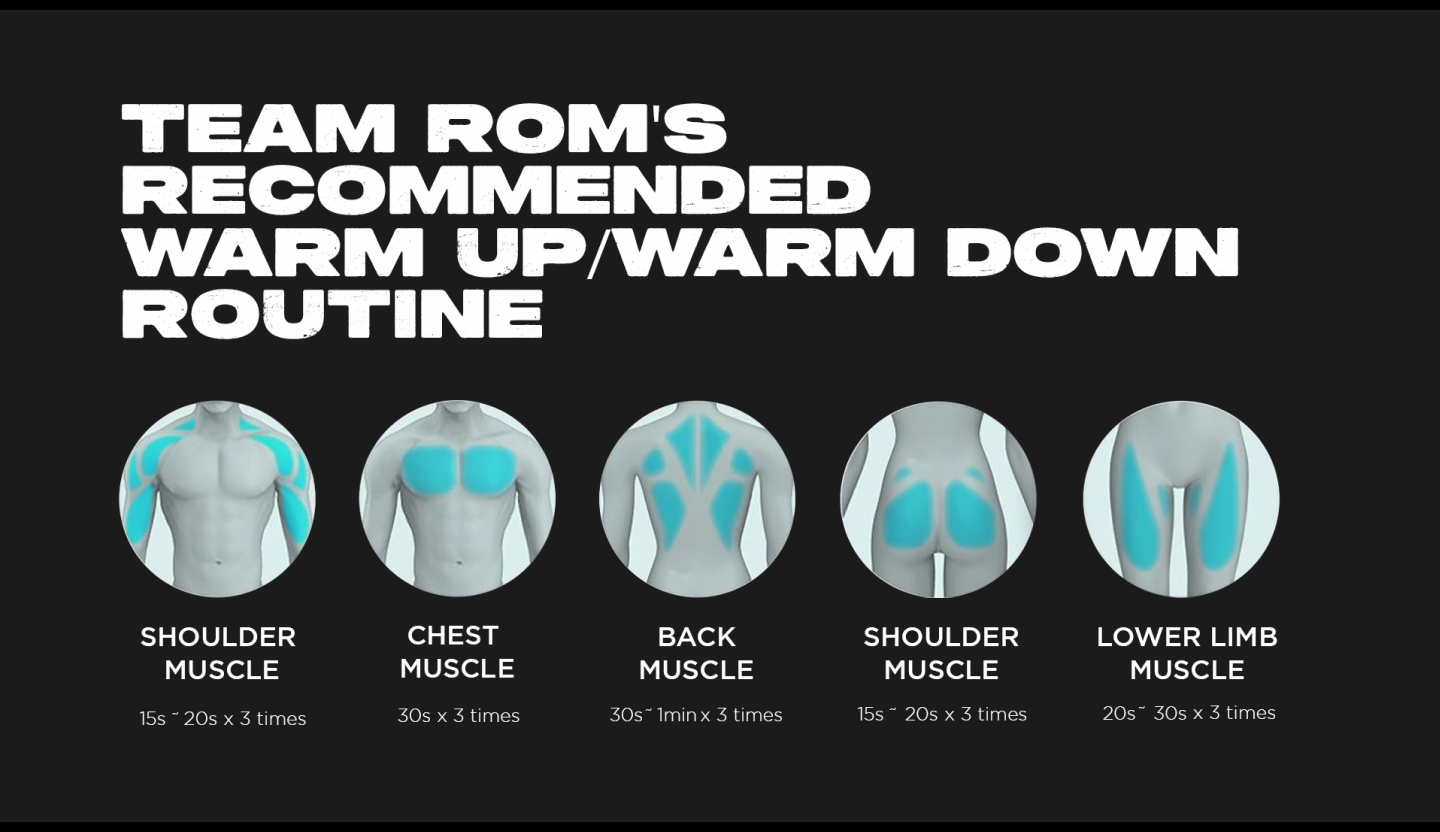 TEAM ROM'S
RECOMMENDED
WARM UP/WARM DOWN
ROUTINE
SHOULDER
MUSCLE
15s ~ 20s x 3 times
CHEST
MUSCLE
30s x 3 times
BACK
MUSCLE
30s~ 1min x 3 times
SHOULDER
MUSCLE
15s ~ 20s x 3 times
LOWER LIMB
MUSCLE
20s~ 30s x 3 times